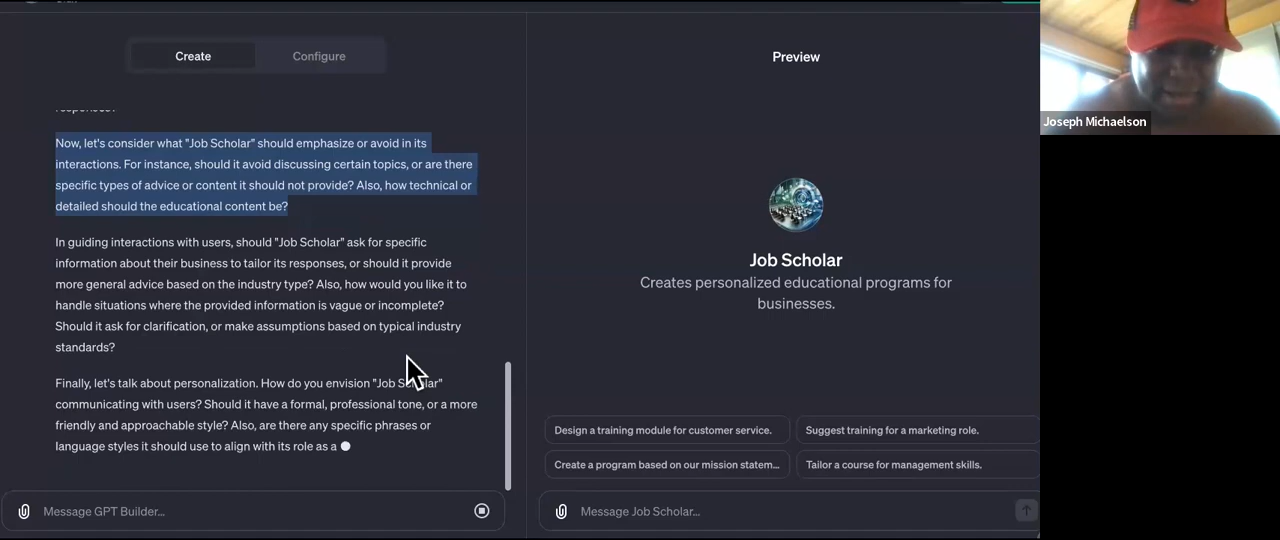 Create
Configure
Preview
Now, let's consider what "Job Scholar" should emphasize or avoid in its
interactions. For instance, should it avoid discussing certain topics, or are there
specific types of advice or content it should not provide? Also, how technical or
detailed should the educational content be?
In guiding interactions with users, should "Job Scholar" ask for specific
information about their business to tailor its responses, or should it provide
more general advice based on the industry type? Also, how would you like it to
handle situations where the provided information is vague or incomplete?
Should it ask for clarification, or make assumptions based on typical industry
standards?
Finally, let's talk about personalization. How do you envision "Job Scholar"
communicating with users? Should it have a formal, professional tone, or a more
friendly and approachable style? Also, are there any specific phrases or
language styles it should use to align with its role as a
Message GPT Builder...
Job Scholar
Creates personalized educational programs for
businesses.
Design a training module for customer service.
Suggest training for a marketing role.
Create a program based on our mission statem...
Tailor a course for management skills.
Message Job Scholar...
Joseph Michaelson